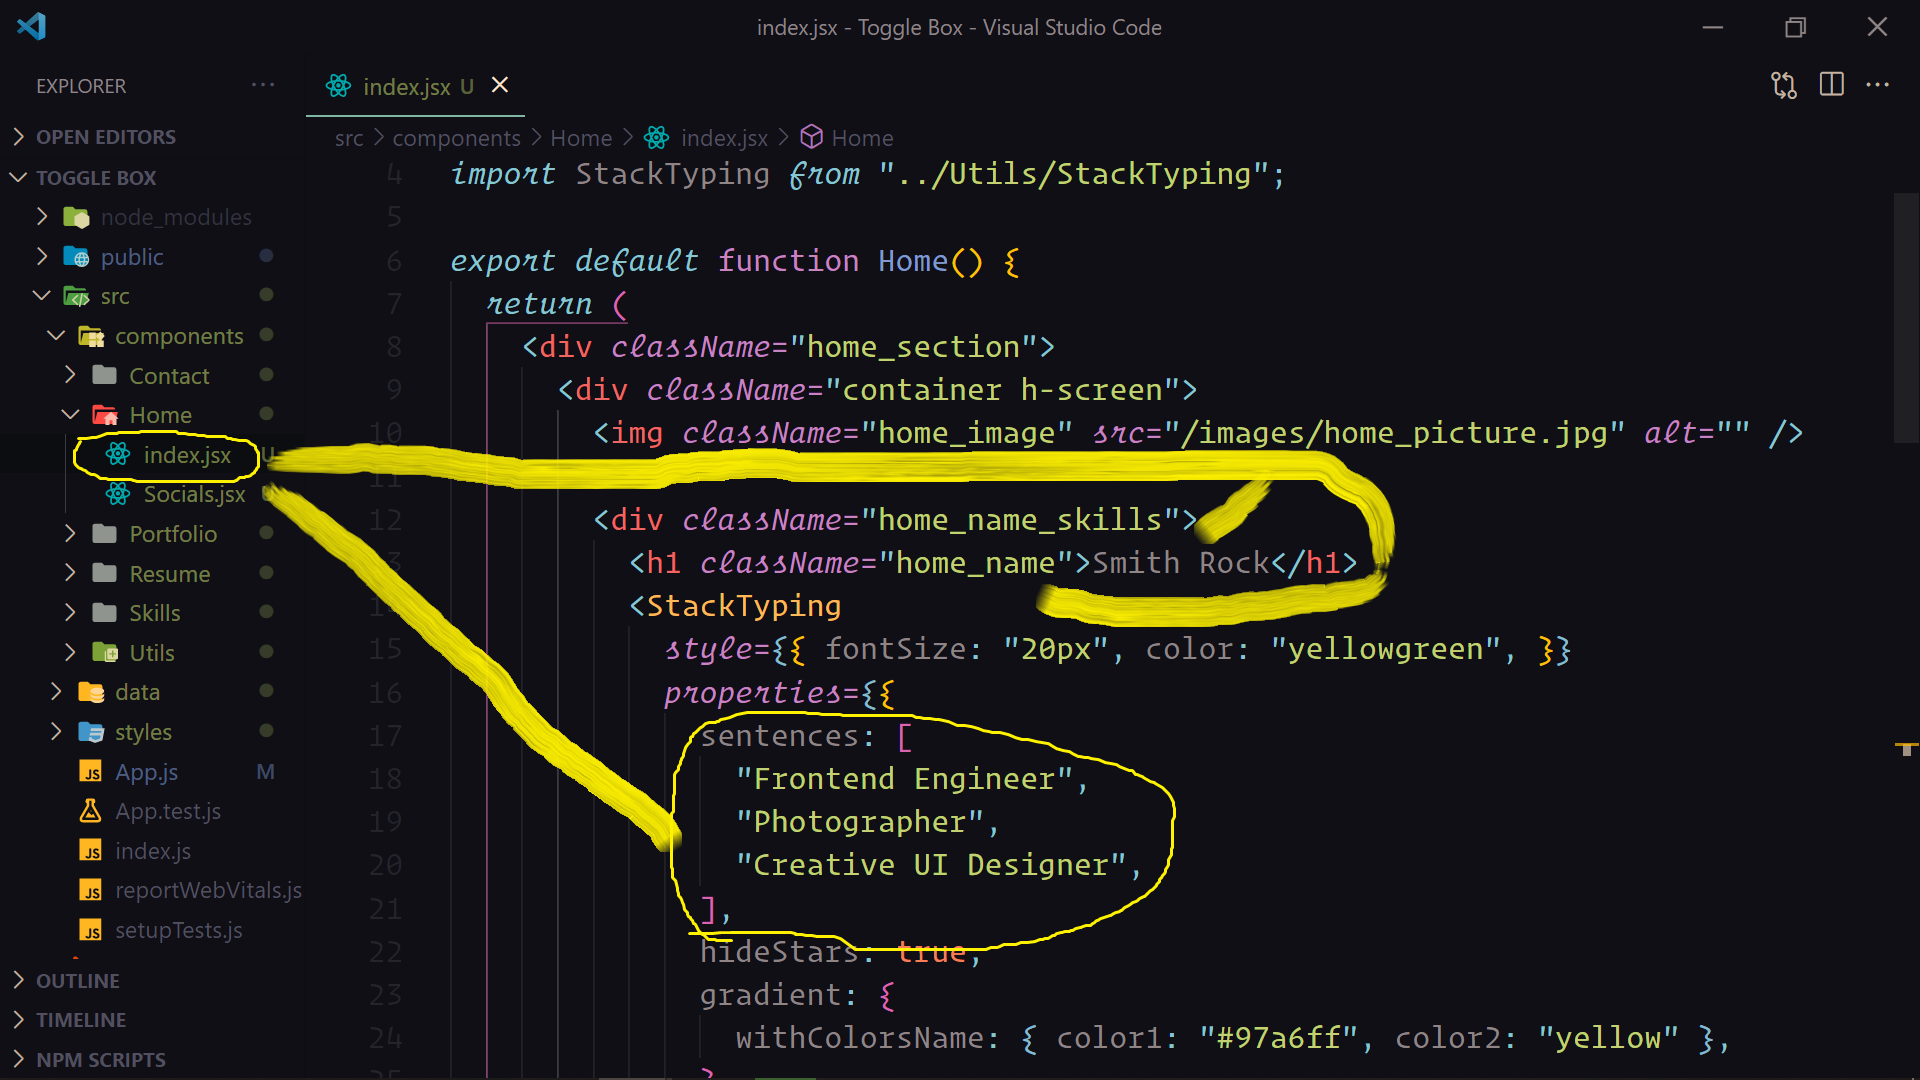 index.jsx - Toggle Box - Visual Studio Code
EXPLORER
index.jsx U
OPEN EDITORS
src > components > Home > index.jsx > Home
TOGGLE BOX
node_modules
public
src
components
Contact
Home
index.jsx U
Socials.jsx U
Portfolio
Resume
Skills
Utils
data
styles
App.js M
App.test.js
index.js
reportWebVitals.js
setupTests.js
OUTLINE
TIMELINE
NPM SCRIPTS
4 import StackTyping from "../Utils/StackTyping";
5
6 export default function Home() {
7 return (
8 <div className="home_section">
9 <div className="container h-screen">
10 <img className="home_image" src="/images/home_picture.jpg" alt="" />
11
12 <div className="home_name_skills">
13 <h1 className="home_name">Smith Rock</h1>
14 <StackTyping
15 style={{ fontSize: "20px", color: "yellowgreen", }}
16 properties={{
17 sentences: [
18 "Frontend Engineer",
19 "Photographer",
20 "Creative UI Designer",
21 ],
22 hideStars: true,
23 gradient: {
24 withColorsName: { color1: "#97a6ff", color2: "yellow" },